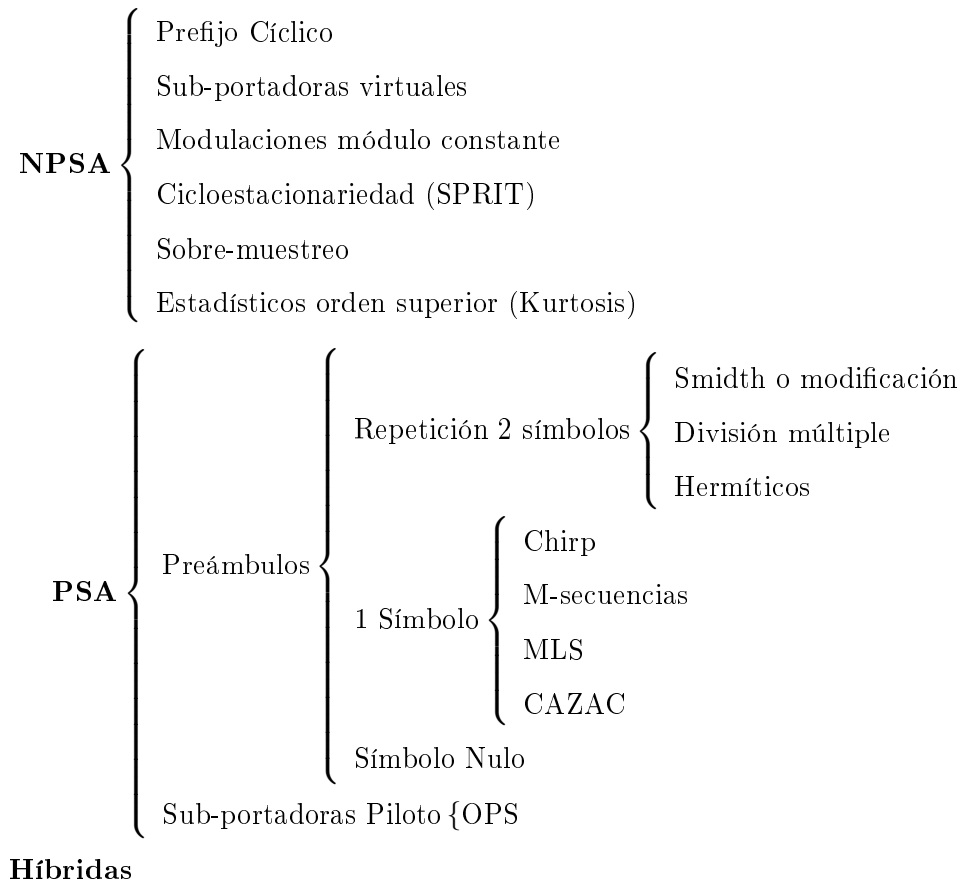 NPSA
Prefijo Cíclico
Sub-portadoras virtuales
Modulaciones módulo constante
Cicloestacionariedad (SPRIT)
Sobre-muestreo
Estadísticos orden superior (Kurtosis)
PSA
Preámbulos
Repetición 2 símbolos
Smidth o modificación
División múltiple
Hermíticos
1 Símbolo
Chirp
M-secuencias
MLS
CAZAC
Símbolo Nulo
Sub-portadoras Piloto {OPS
Híbridas